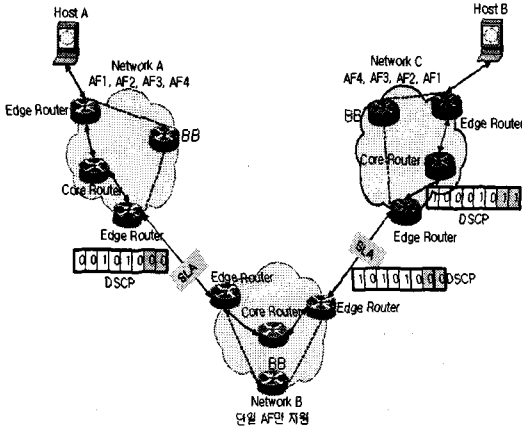 Host A
Host B
Network A
AF1, AF2, AF3, AF4
Network C
AF4, AF3, AF2, AF1
Edge Router
BB
BB
Edge Router
Core Router
Core Router
Edge Router
Edge Router
DSCP
0 0 1 0 1 0 0 0
DSCP
SLA
SLA
1 0 1 0 1 0 0 0 DSCP
Edge Router
Edge Router
Core Router
BB
Network B
단일 AF만 지원